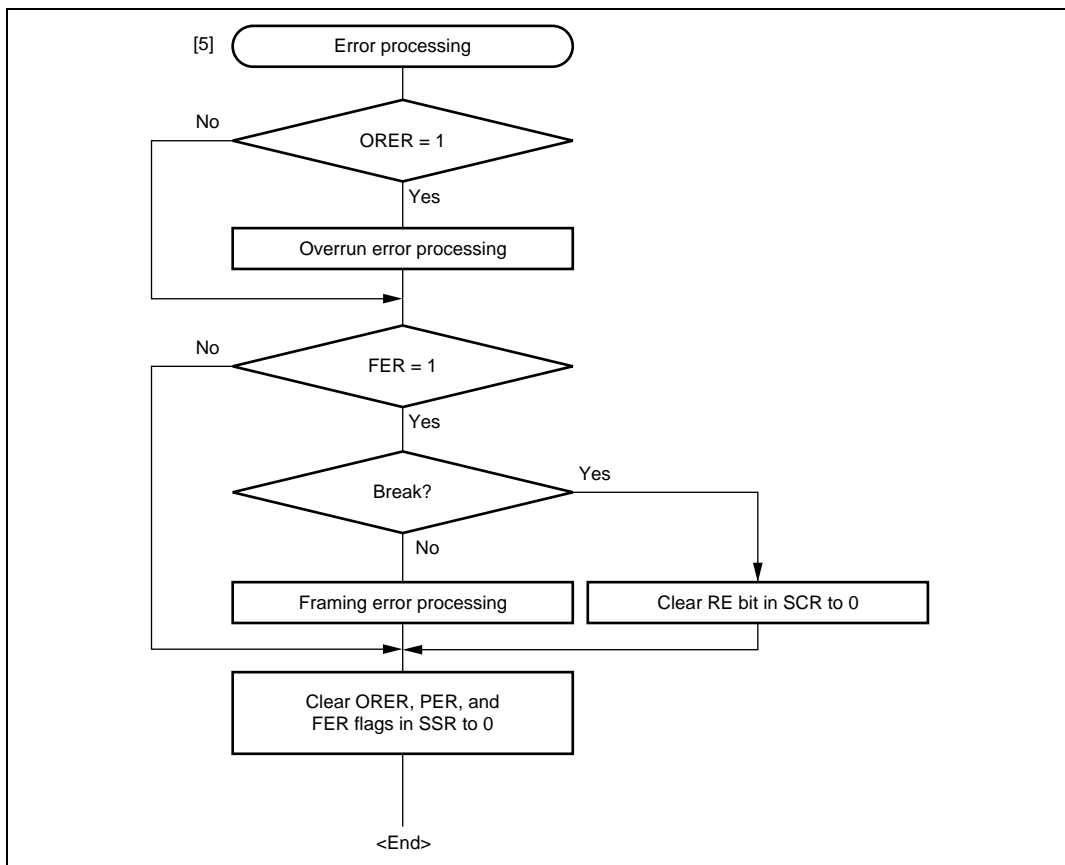 [5] Error processing
No
ORER = 1
Yes
Overrun error processing
No
FER = 1
Yes
Yes
Break?
No
Framing error processing
Clear RE bit in SCR to 0
Clear ORER, PER, and
FER flags in SSR to 0
<End>